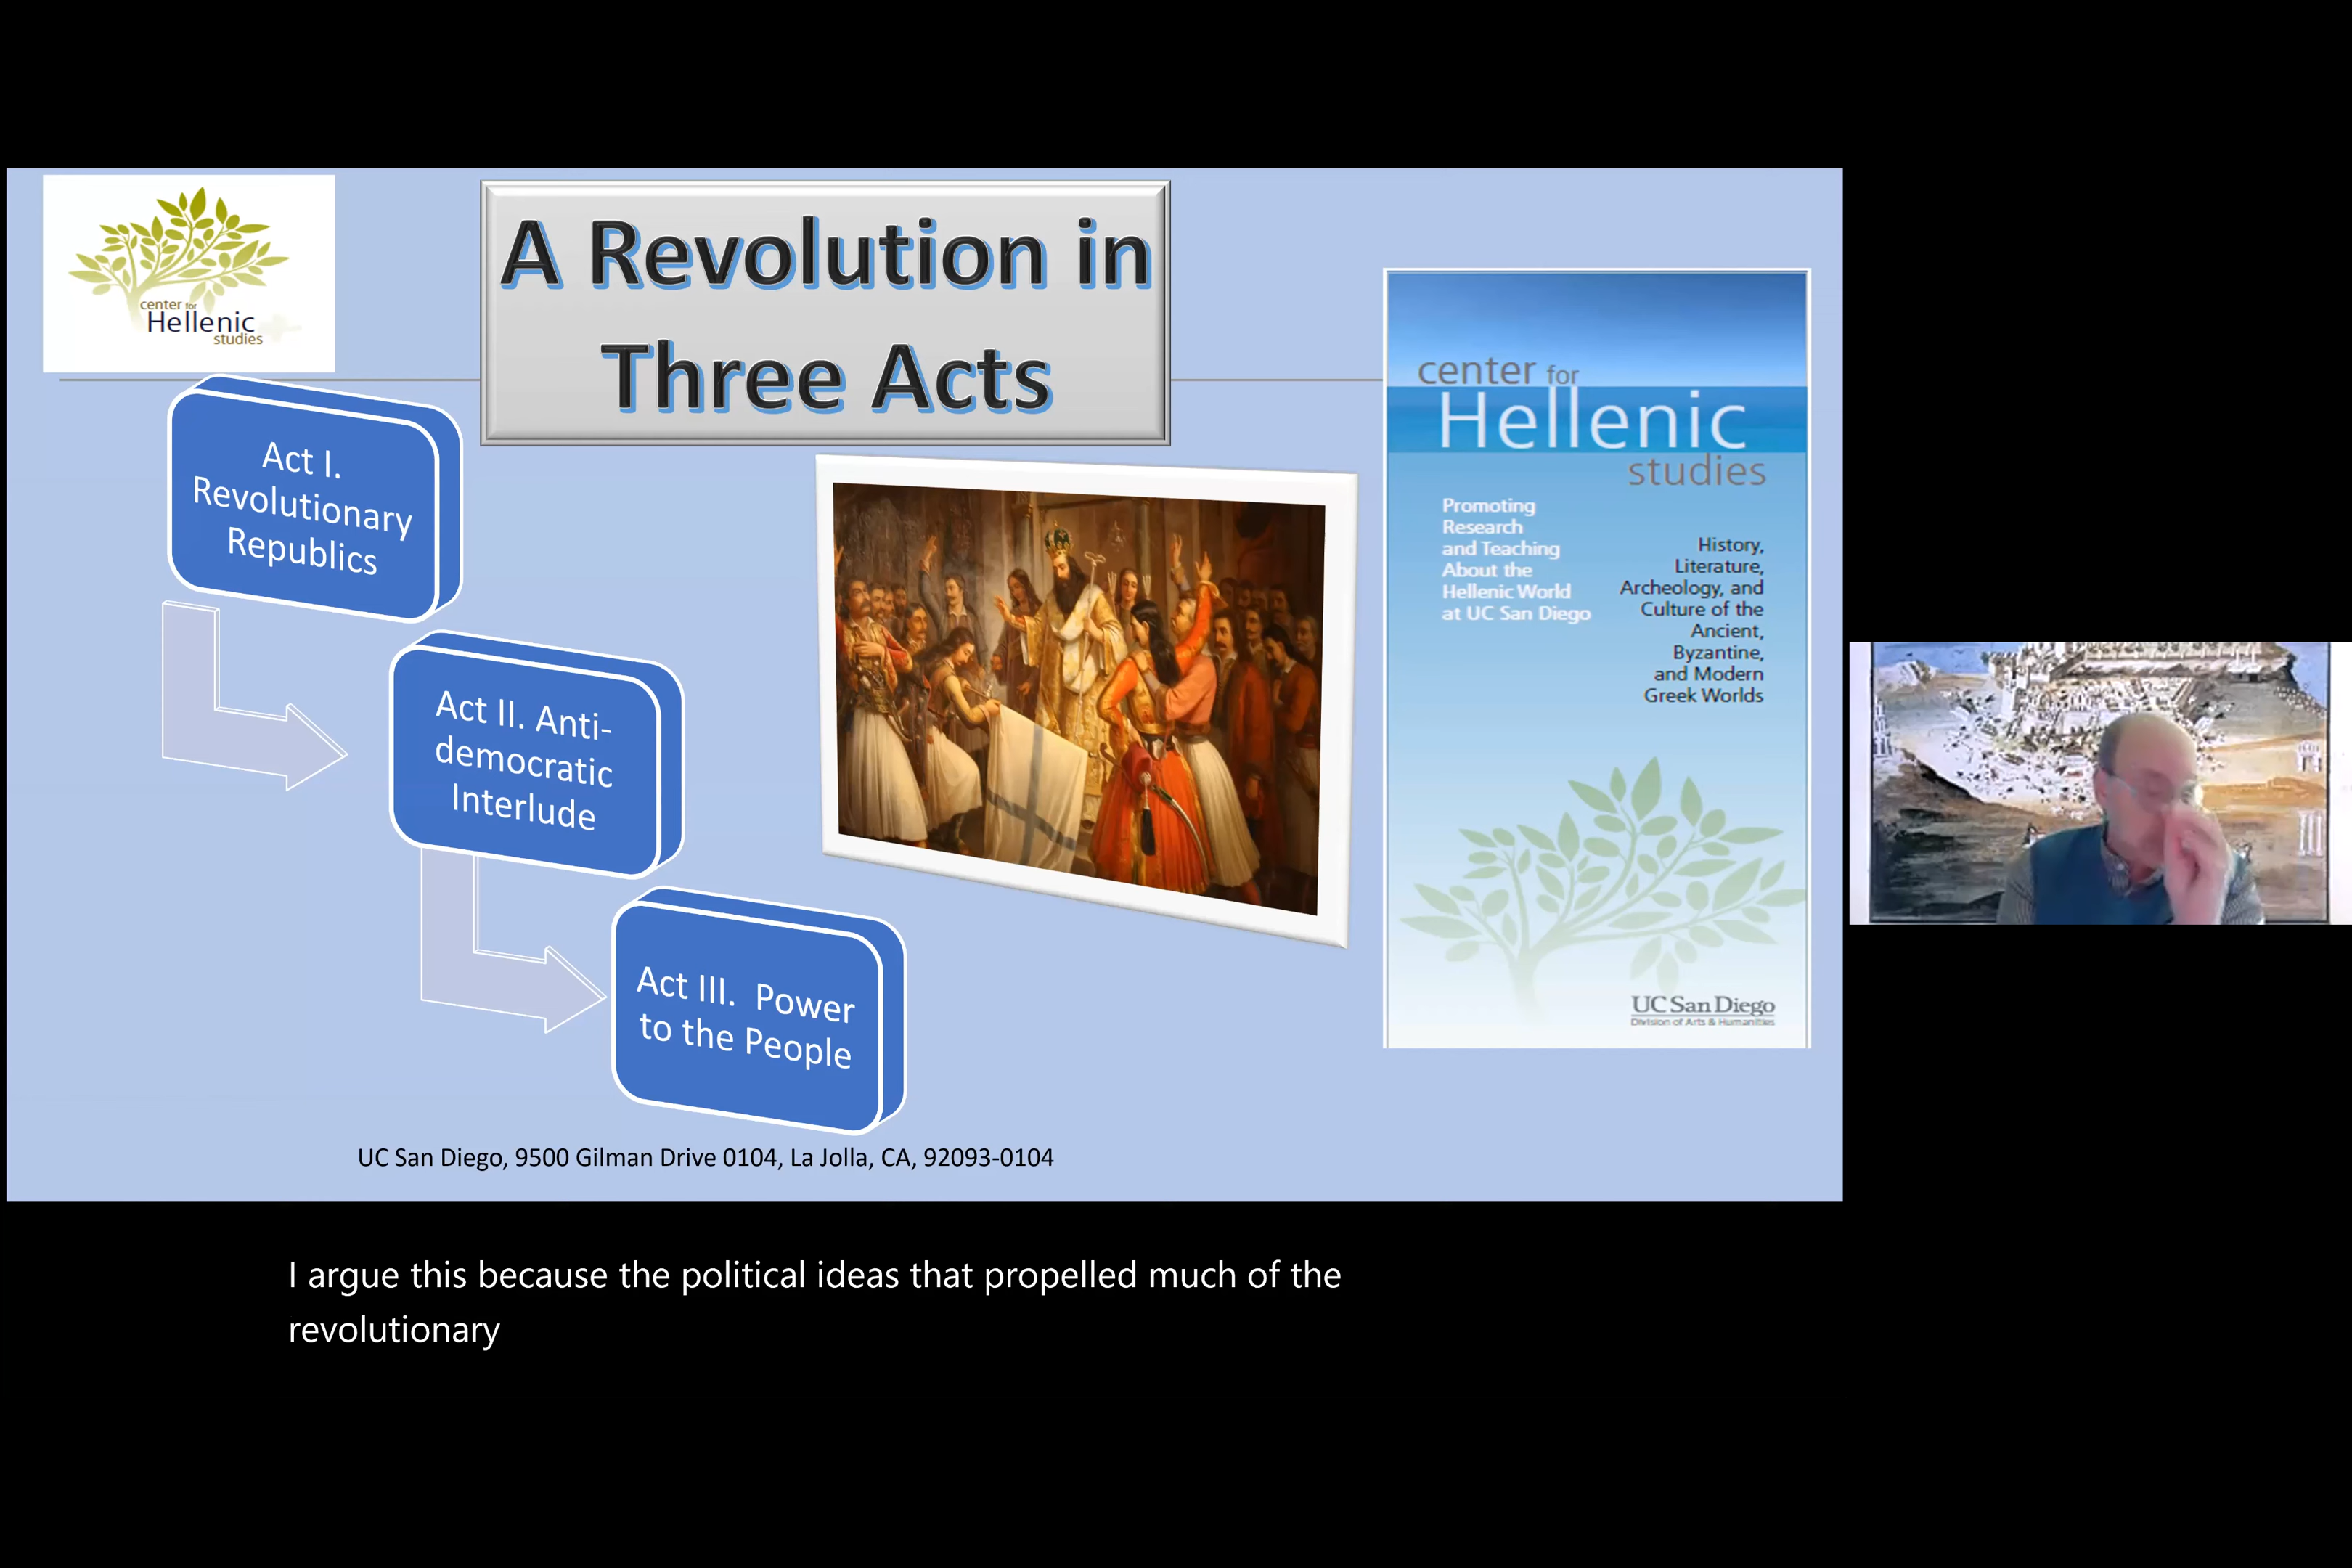 center for
Hellenic
studies
A Revolution in
Three Acts
Act I.
Revolutionary
Republics
Act II. Anti-
democratic
Interlude
Act III.  Power
to the People
center for
Hellenic
studies
Promoting
Research
and Teaching
About the
Hellenic World
at UC San Diego
History,
Literature,
Archeology, and
Culture of the
Ancient,
Byzantine,
and Modern
Greek Worlds
UC San Diego
Division of Arts & Humanities
UC San Diego, 9500 Gilman Drive 0104, La Jolla, CA, 92093-0104
I argue this because the political ideas that propelled much of the
revolutionary